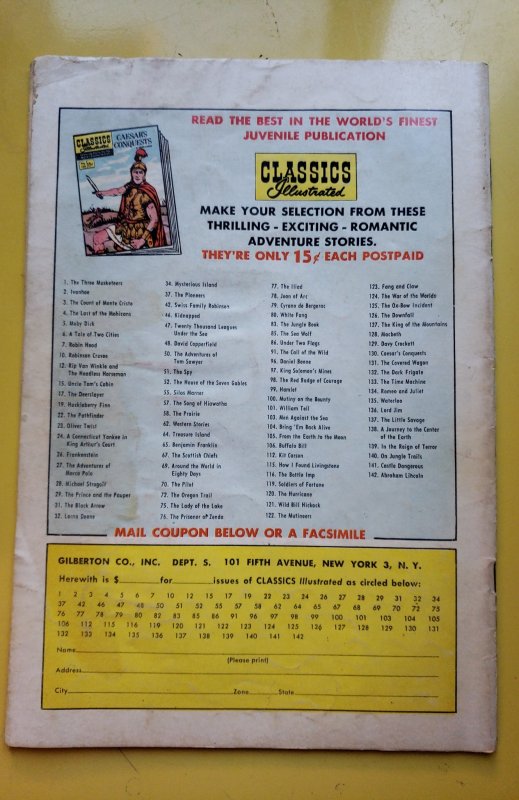 READ THE BEST IN THE WORLD'S FINEST
JUVENILE PUBLICATION
CLASSICS
Illustrated
CAESAR'S
CONQUESTS
CLASSICS
Illustrated
MAKE YOUR SELECTION FROM THESE
THRILLING - EXCITING - ROMANTIC
ADVENTURE STORIES.
THEY'RE ONLY 15¢ EACH POSTPAID
1. The Three Musketeers
2. Ivanhoe
3. The Count of Monte Cristo
4. The Last of the Mohicans
5. Moby Dick
6. A Tale of Two Cities
7. Robin Hood
10. Robinson Crusoe
12. Rip Van Winkle and
The Headless Horseman
15. Uncle Tom's Cabin
17. The Deerslayer
19. Huckleberry Finn
22. The Pathfinder
23. Oliver Twist
24. A Connecticut Yankee in
King Arthur's Court
26. Frankenstein
27. The Adventures of
Marco Polo
28. Michael Strogoff
29. The Prince and the Pauper
31. The Black Arrow
32. Lorna Doone
34. Mysterious Island
37. The Pioneers
42. Swiss Family Robinson
46. Kidnapped
47. Twenty Thousand Leagues
Under the Sea
48. David Copperfield
50. The Adventures of
Tom Sawyer
51. The Spy
52. The House of the Seven Gables
55. Silas Marner
57. The Song of Hiawatha
58. The Prairie
62. Western Stories
64. Treasure Island
65. Benjamin Franklin
67. The Scottish Chiefs
69. Around the World in
Eighty Days
70. The Pilot
72. The Oregon Trail
75. The Lady of the Lake
76. The Prisoner of Zenda
77. The Iliad
78. Joan of Arc
79. Cyrano de Bergerac
80. White Fang
83. The Jungle Book
85. The Sea Wolf
86. Under Two Flags
91. The Call of the Wild
96. Daniel Boone
97. King Solomon's Mines
98. The Red Badge of Courage
99. Hamlet
100. Mutiny on the Bounty
101. William Tell
103. Men Against the Sea
104. Bring 'Em Back Alive
105. From the Earth to the Moon
106. Buffalo Bill
112. Kit Carson
115. How I Found Livingstone
116. The Bottle Imp
119. Soldiers of Fortune
120. The Hurricane
121. Wild Bill Hickock
122. The Mutineers
123. Fang and Claw
124. The War of the Worlds
125. The Ox-Bow Incident
126. The Downfall
127. The King of the Mountains
128. Macbeth
129. Davy Crockett
130. Caesar's Conquests
131. The Covered Wagon
132. The Dark Frigate
133. The Time Machine
134. Romeo and Juliet
135. Waterloo
136. Lord Jim
137. The Little Savage
138. A Journey to the Center
of the Earth
139. In the Reign of Terror
140. On Jungle Trails
141. Castle Dangerous
142. Abraham Lincoln
MAIL COUPON BELOW OR A FACSIMILE
GILBERTON CO., INC. DEPT. S. 101 FIFTH AVENUE, NEW YORK 3, N. Y.
Herewith is $ for issues of CLASSICS Illustrated as circled below:
1 2 3 4 5 6 7 10 12 15 17 19 22 23 24 26 27 28 29 31 32 34
37 42 46 47 48 50 51 52 55 57 58 62 64 65 67 69 70 72 75
76 77 78 79 80 83 85 86 91 96 97 98 99 100 101 103 104 105
106 112 115 116 119 120 121 122 123 124 125 126 127 128 129 130 131
132 133 134 135 136 137 138 139 140 141 142
Name
(Please print)
Address
City Zone State